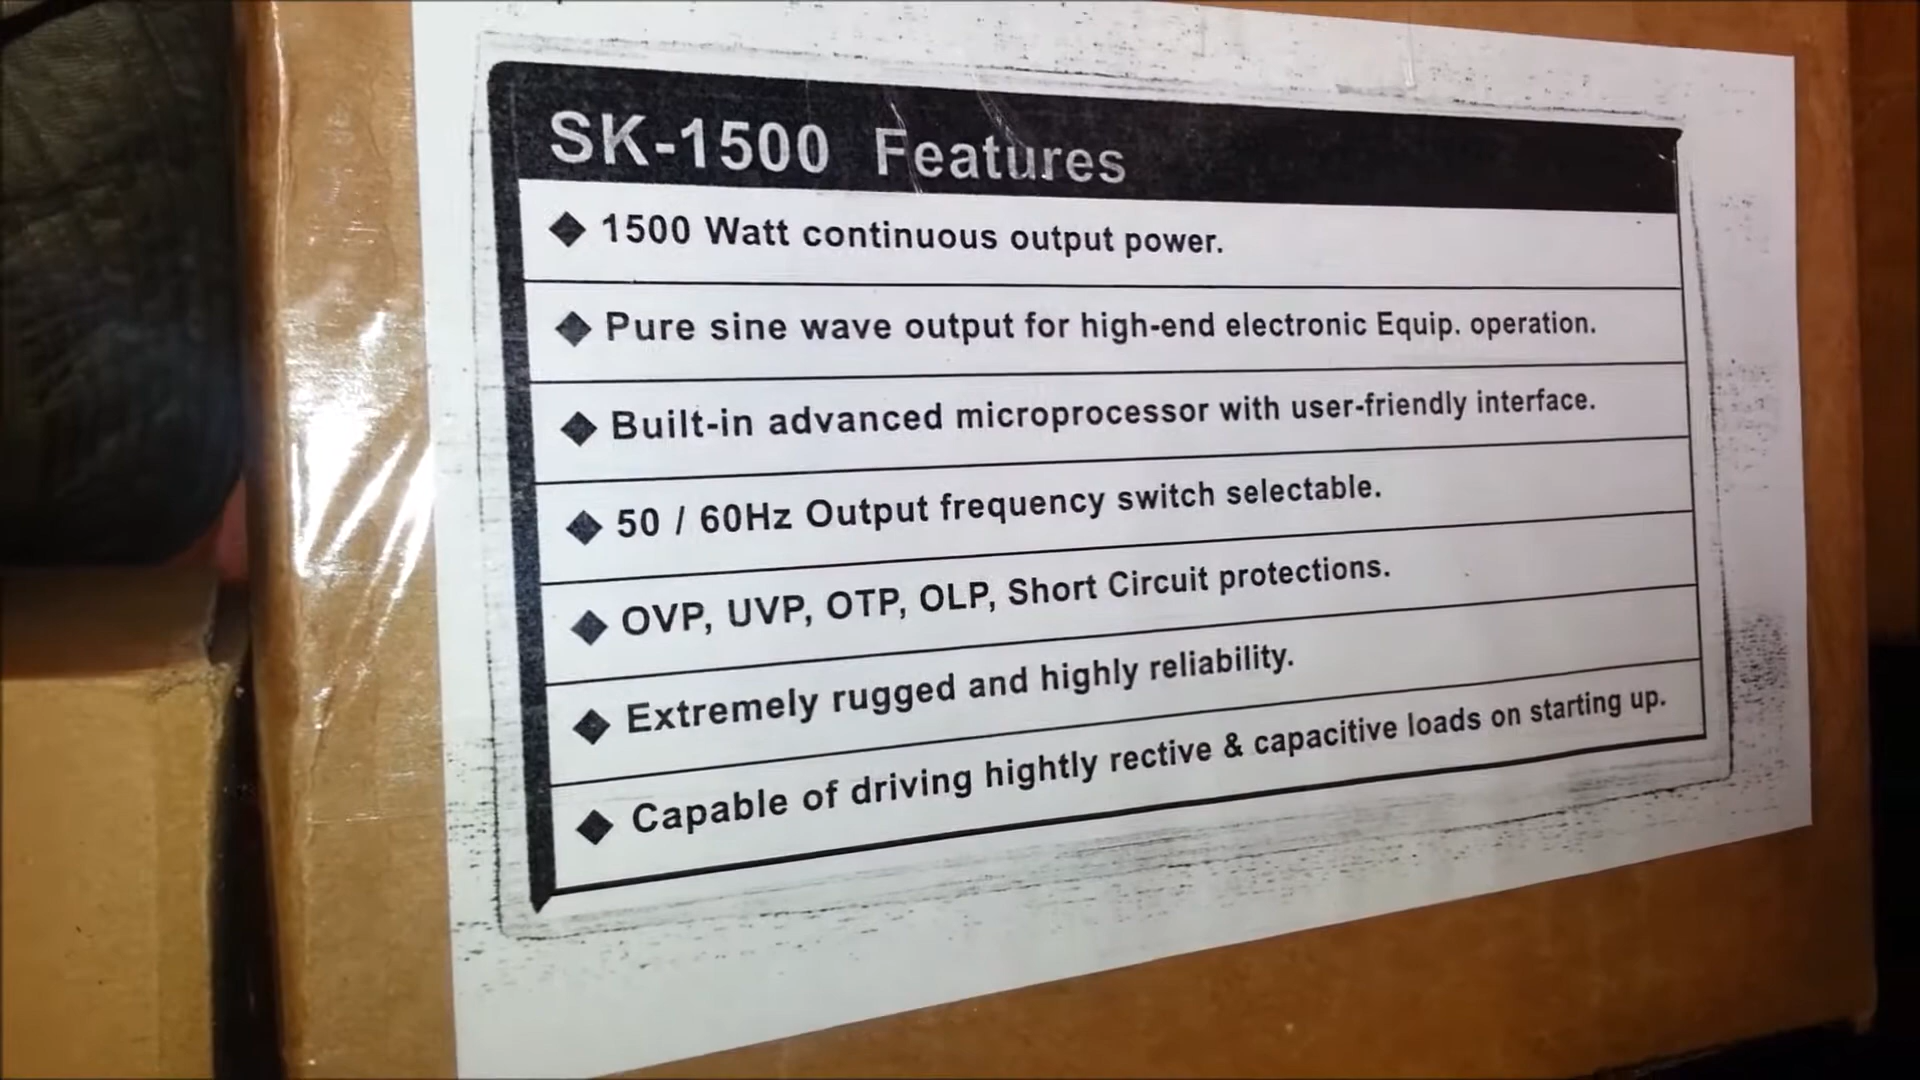 SK-1500 Features
◆ 1500 Watt continuous output power.
◆ Pure sine wave output for high-end electronic Equip. operation.
◆ Built-in advanced microprocessor with user-friendly interface.
◆ 50 / 60Hz Output frequency switch selectable.
◆ OVP, UVP, OTP, OLP, Short Circuit protections.
◆ Extremely rugged and highly reliability.
◆ Capable of driving hightly rective & capacitive loads on starting up.